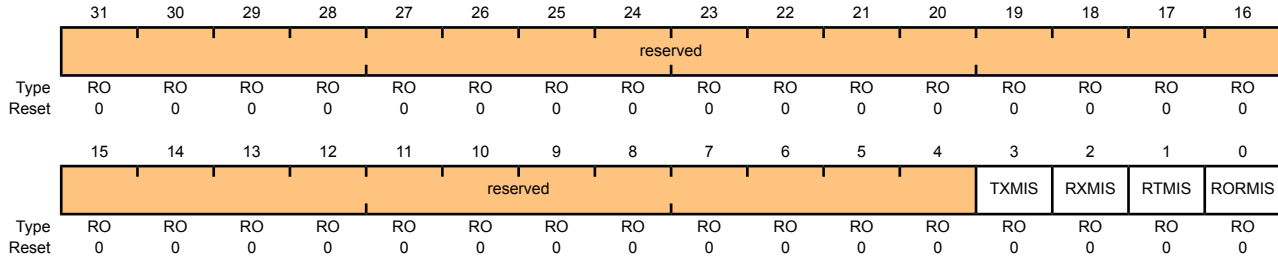 31 30 29 28 27 26 25 24 23 22 21 20 19 18 17 16
reserved
Type RO RO RO RO RO RO RO RO RO RO RO RO RO RO RO RO
Reset 0 0 0 0 0 0 0 0 0 0 0 0 0 0 0 0
15 14 13 12 11 10 9 8 7 6 5 4 3 2 1 0
reserved TXMIS RXMIS RTMIS RORMIS
Type RO RO RO RO RO RO RO RO RO RO RO RO RO RO RO RO
Reset 0 0 0 0 0 0 0 0 0 0 0 0 0 0 0 0